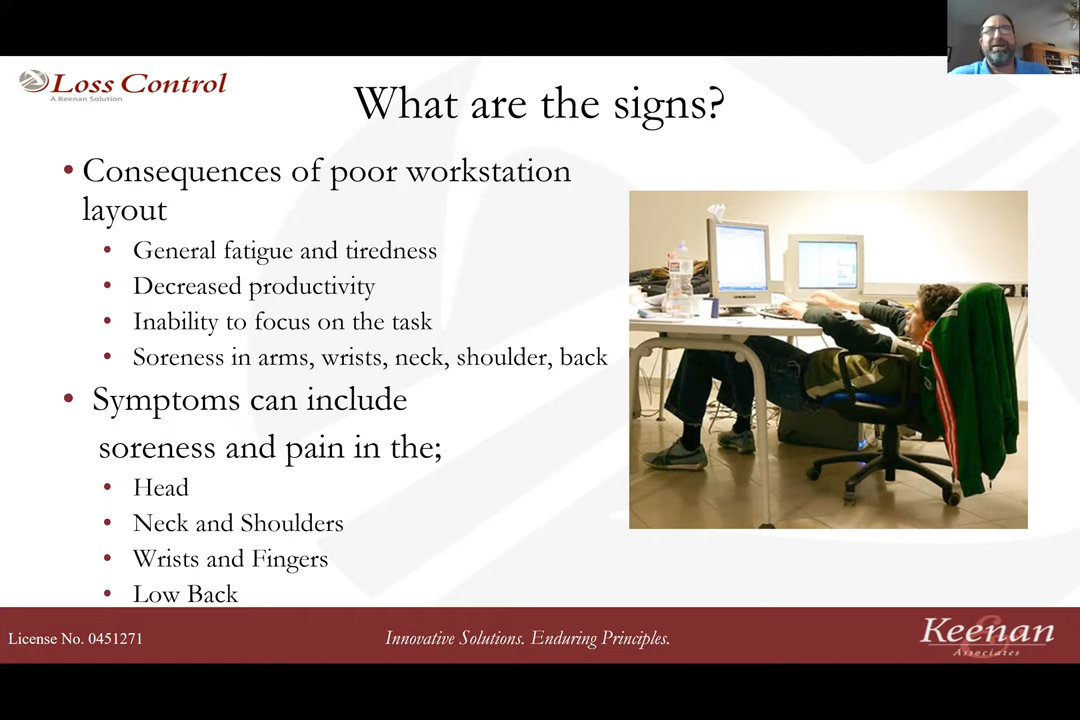 Loss Control
A Keenan Solution
What are the signs?
• Consequences of poor workstation
layout
• General fatigue and tiredness
• Decreased productivity
• Inability to focus on the task
• Soreness in arms, wrists, neck, shoulder, back
• Symptoms can include
soreness and pain in the;
• Head
• Neck and Shoulders
• Wrists and Fingers
• Low Back
License No. 0451271
Innovative Solutions. Enduring Principles.
Keenan
& Associates